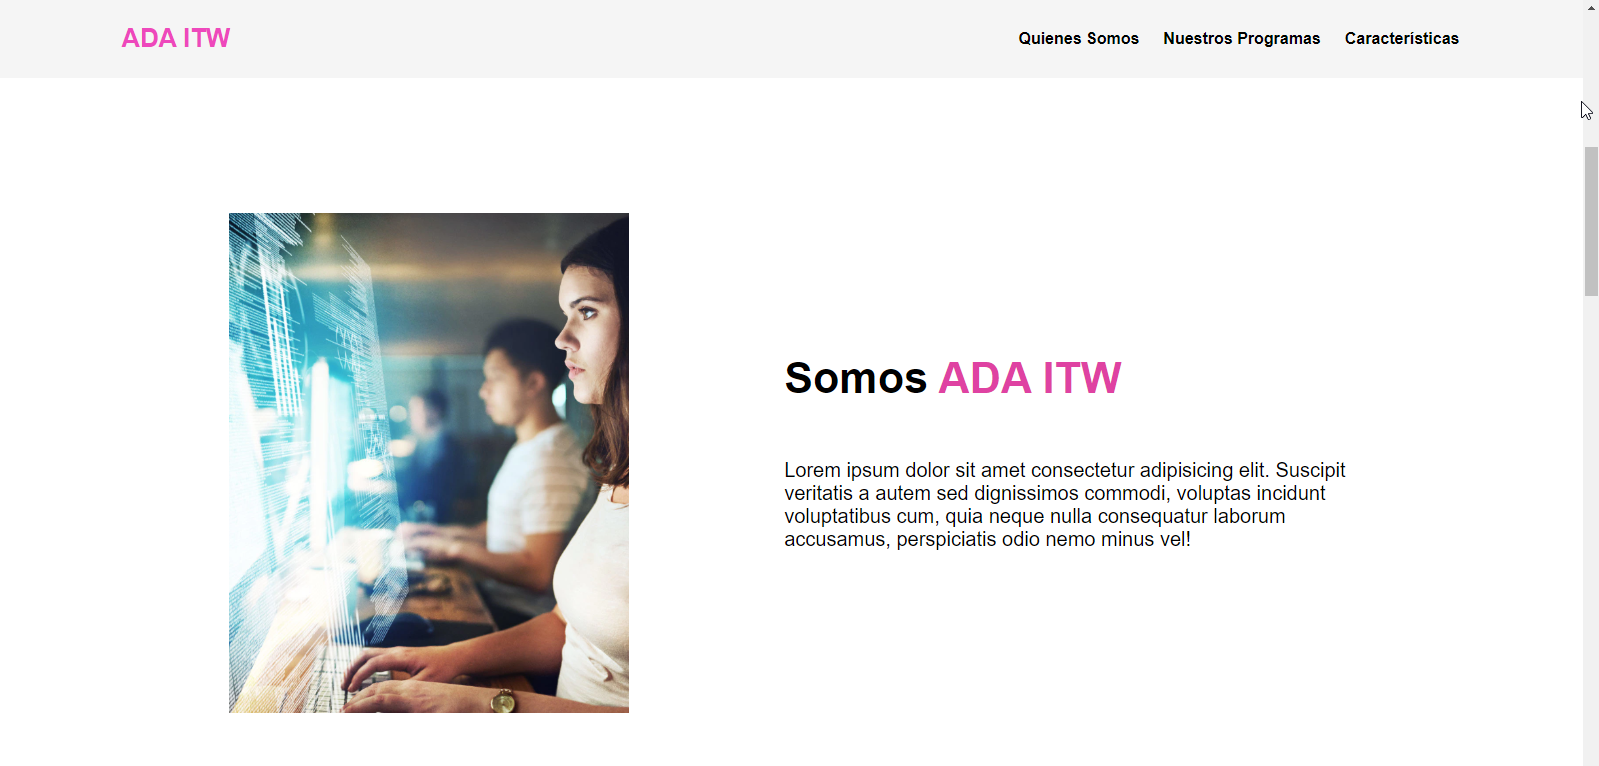 ADA ITW
Quienes Somos Nuestros Programas Características
Somos ADA ITW
Lorem ipsum dolor sit amet consectetur adipisicing elit. Suscipit
veritatis a autem sed dignissimos commodi, voluptas incidunt
voluptatibus cum, quia neque nulla consequatur laborum
accusamus, perspiciatis odio nemo minus vel!